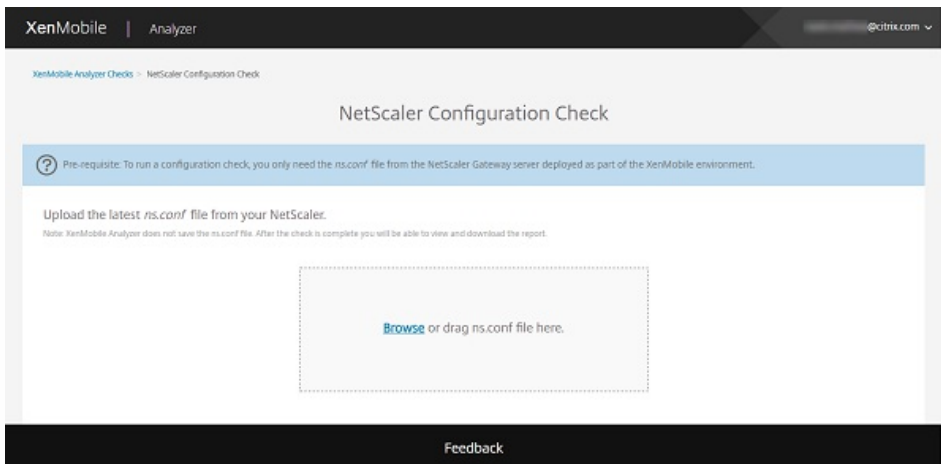 XenMobile | Analyzer
@citrix.com
XenMobile Analyzer Checks > NetScaler Configuration Check
NetScaler Configuration Check
? Pre-requisite: To run a configuration check, you only need the ns.conf file from the NetScaler Gateway server deployed as part of the XenMobile environment.
Upload the latest ns.conf file from your NetScaler.
Note: XenMobile Analyzer does not save the ns.conf file. After the check is complete you will be able to view and download the report.
Browse or drag ns.conf file here.
Feedback